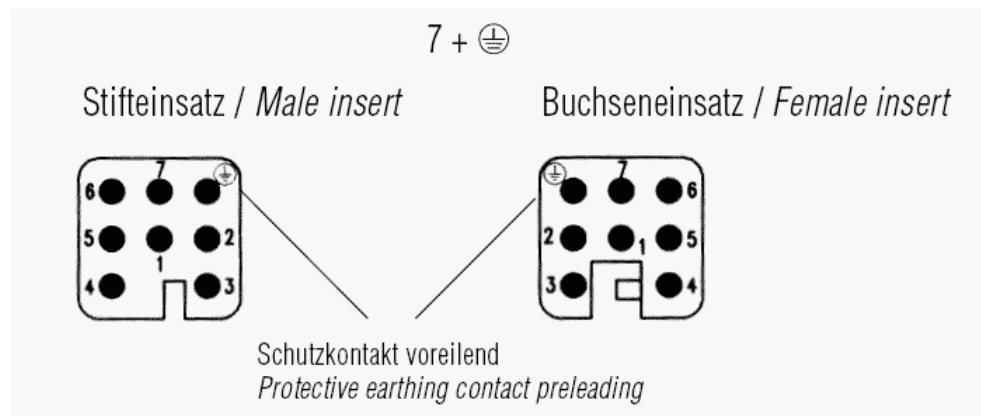 7 + ⏚
Stifteinsatz / Male insert
Buchseneinsatz / Female insert
7 ⏚
6
5 2
1
4 3
⏚ 7
6
2 1 5
3 4
Schutzkontakt voreilend
Protective earthing contact preleading